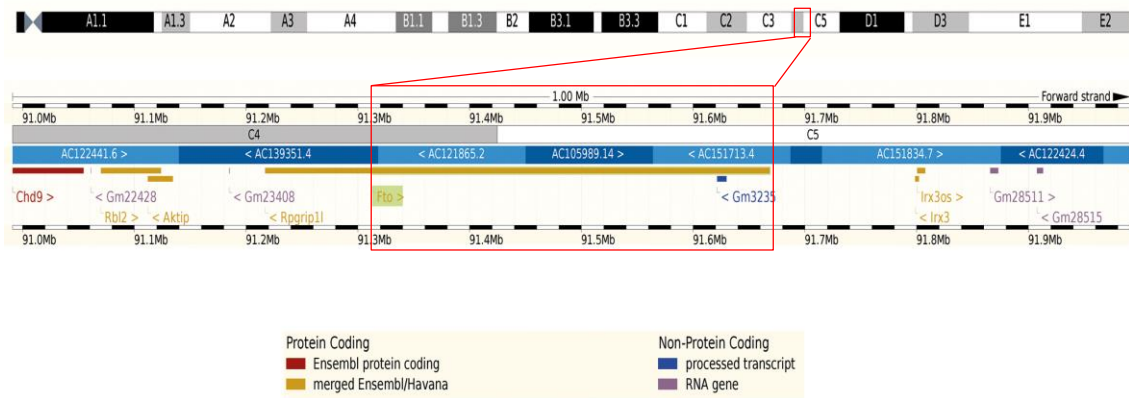 A1.1 A1.3 A2 A3 A4 B1.1 B1.3 B2 B3.1 B3.3 C1 C2 C3 C5 D1 D3 E1 E2
1.00 Mb Forward strand
91.0Mb 91.1Mb 91.2Mb 91.3Mb 91.4Mb 91.5Mb 91.6Mb 91.7Mb 91.8Mb 91.9Mb
C4 C5
AC122441.6 > < AC139351.4 < AC121865.2 AC105989.14 > < AC151713.4 AC151834.7 > < AC122424.4
Chd9 > < Gm22428 < Gm23408 Fto > < Gm3235 Irx3os > Gm28511 >
Rbl2 > < Aktip < Rpgrip1l < Irx3 < Gm28515
91.0Mb 91.1Mb 91.2Mb 91.3Mb 91.4Mb 91.5Mb 91.6Mb 91.7Mb 91.8Mb 91.9Mb
Protein Coding Non-Protein Coding
Ensembl protein coding processed transcript
merged Ensembl/Havana RNA gene